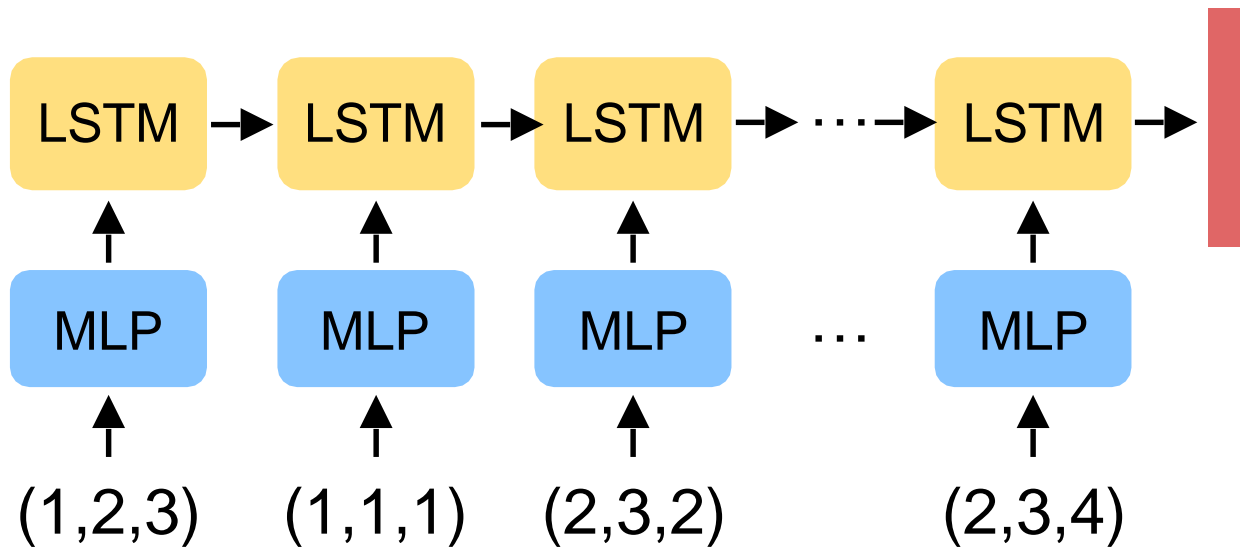 LSTM LSTM LSTM ... LSTM
MLP MLP MLP ... MLP
(1,2,3) (1,1,1) (2,3,2) (2,3,4)